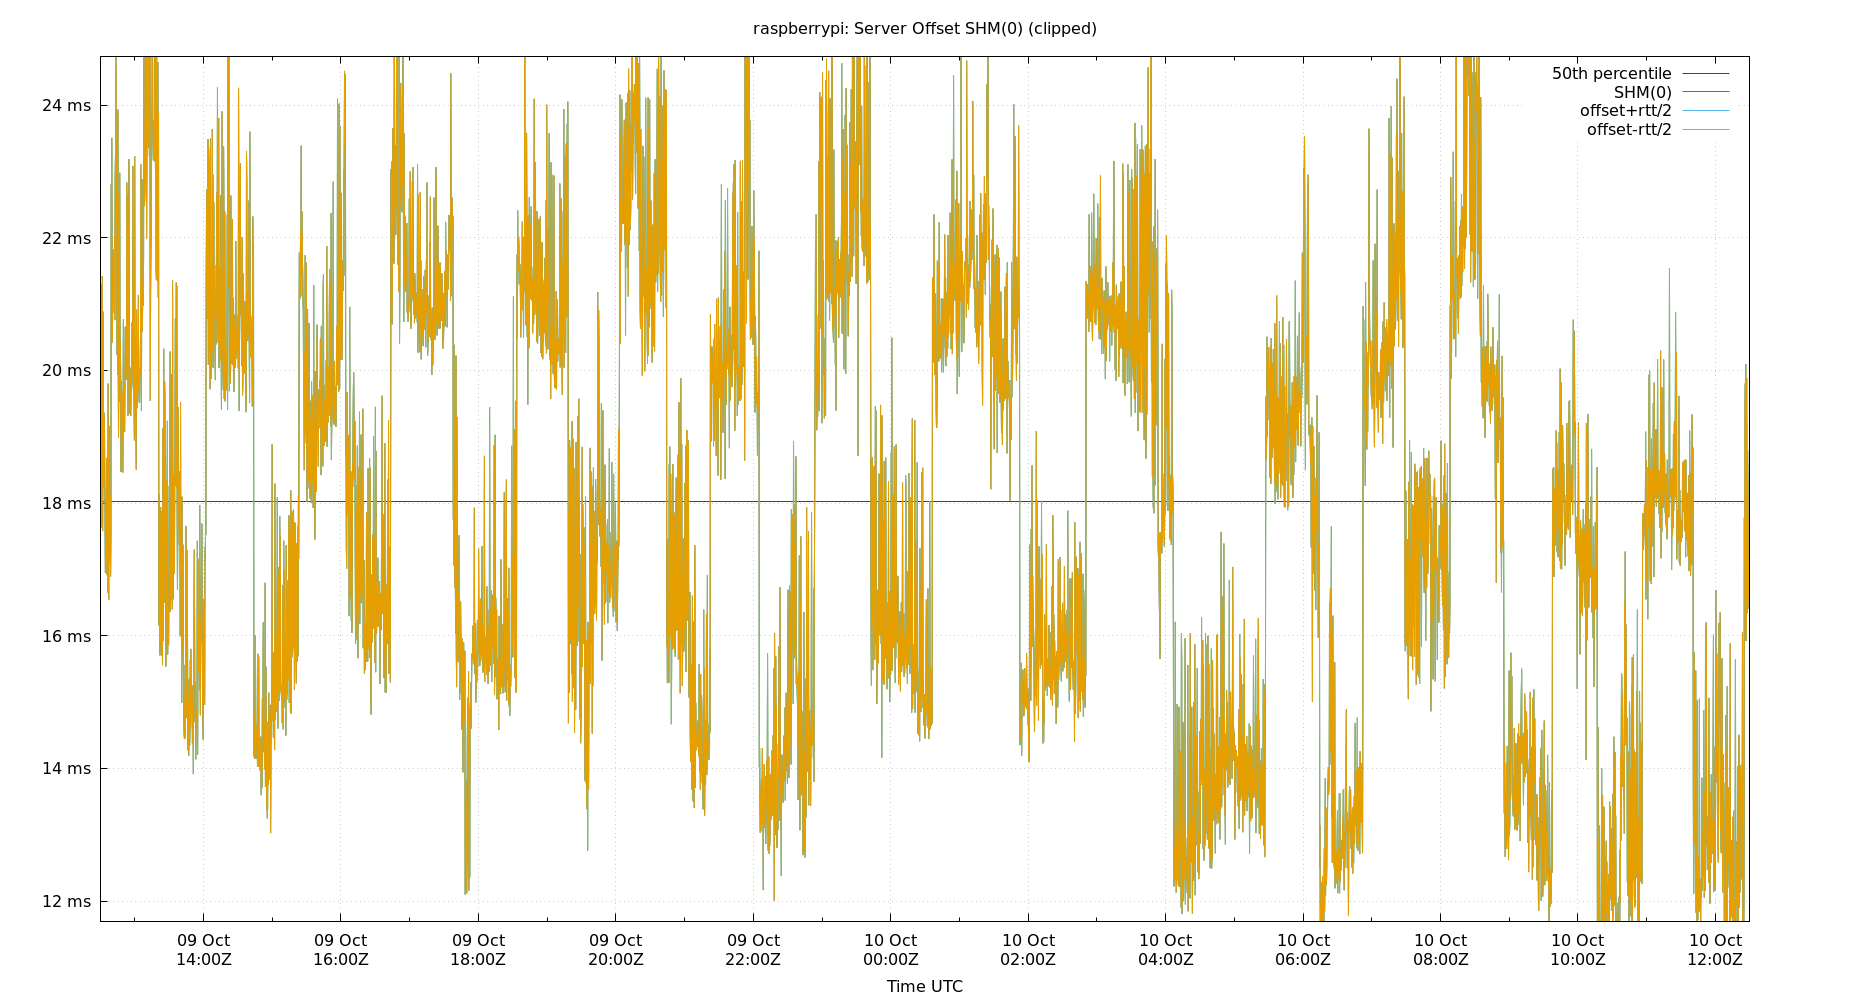 raspberrypi: Server Offset SHM(0) (clipped)
50th percentile
SHM(0)
offset+rtt/2
offset-rtt/2
24 ms
22 ms
20 ms
18 ms
16 ms
14 ms
12 ms
09 Oct 09 Oct 09 Oct 09 Oct 09 Oct 10 Oct 10 Oct 10 Oct 10 Oct 10 Oct 10 Oct 10 Oct
14:00Z 16:00Z 18:00Z 20:00Z 22:00Z 00:00Z 02:00Z 04:00Z 06:00Z 08:00Z 10:00Z 12:00Z
Time UTC